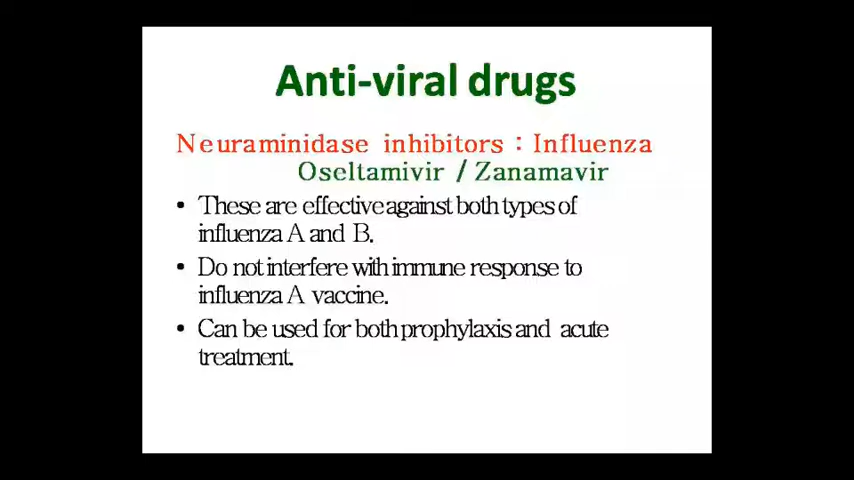 Anti-viral drugs
Neuraminidase inhibitors : Influenza
Oseltamivir / Zanamavir
• These are effective against both types of
influenza A and B.
• Do not interfere with immune response to
influenza A vaccine.
• Can be used for both prophylaxis and acute
treatment.